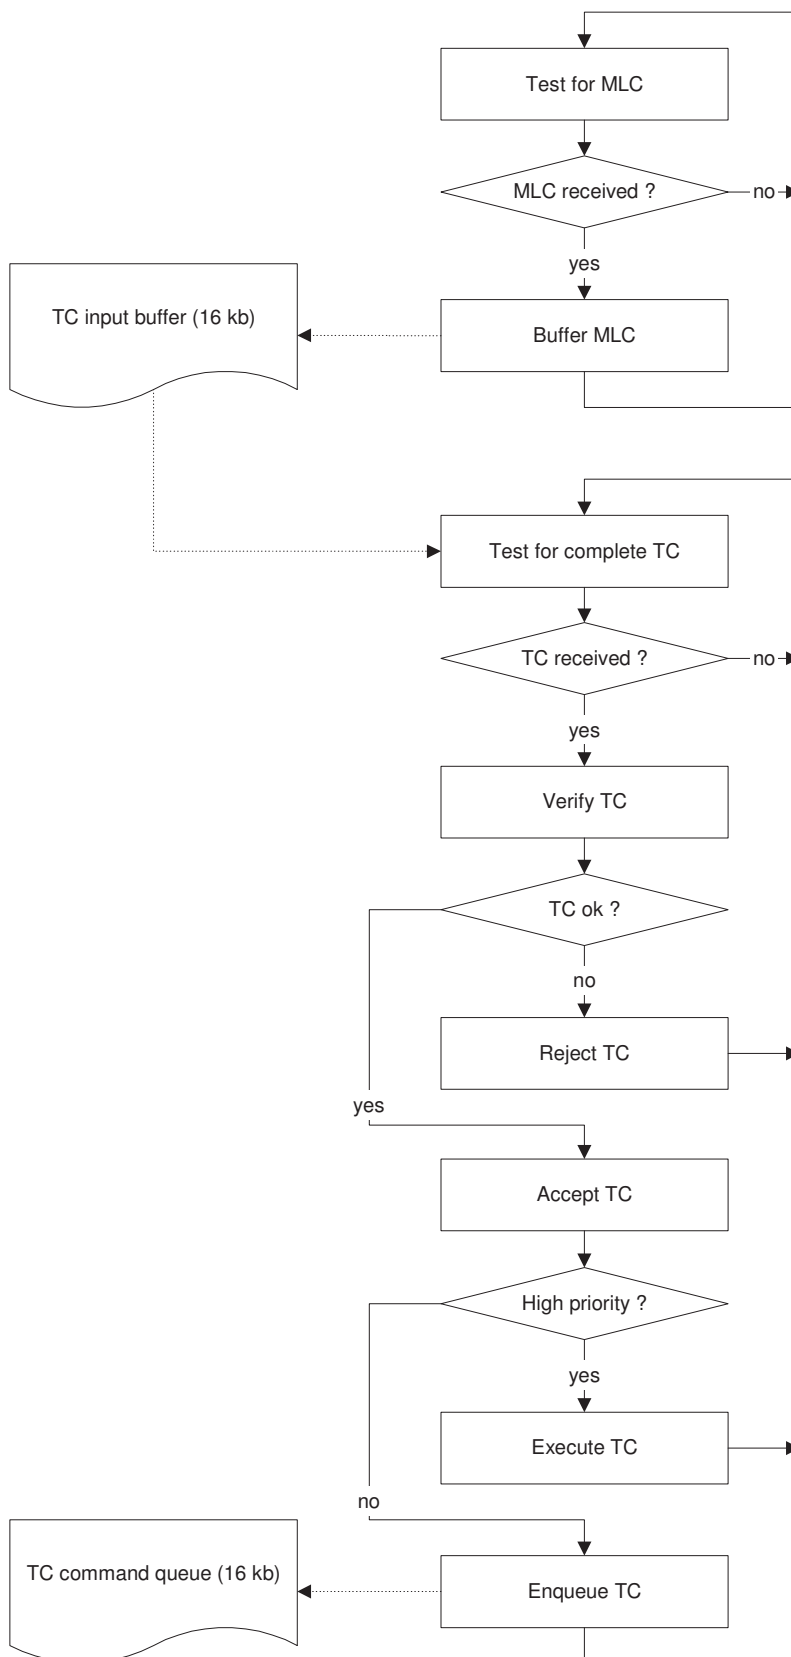 Test for MLC
MLC received ?
no
yes
TC input buffer (16 kb)
Buffer MLC
Test for complete TC
TC received ?
no
yes
Verify TC
TC ok ?
no
Reject TC
yes
Accept TC
High priority ?
yes
Execute TC
no
TC command queue (16 kb)
Enqueue TC